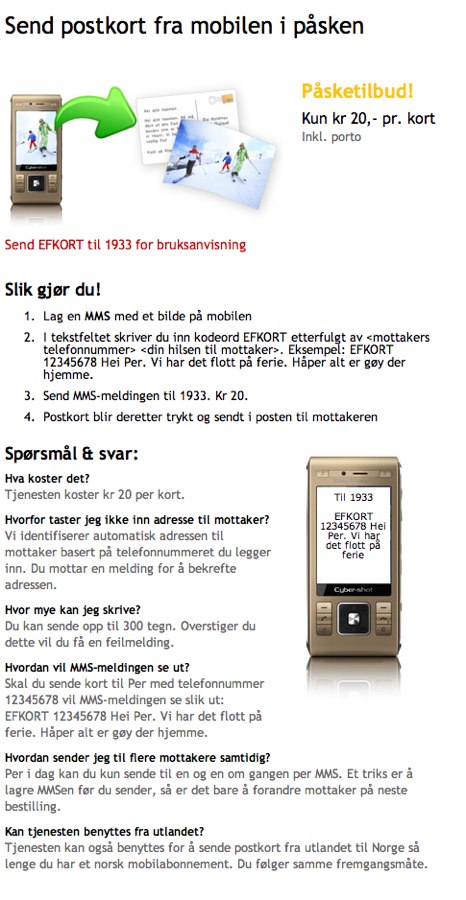 Send postkort fra mobilen i påsken
Påsketilbud!
Kun kr 20,- pr. kort
Inkl. porto
Send EFKORT til 1933 for bruksanvisning
Slik gjør du!
1. Lag en MMS med et bilde på mobilen
2. I tekstfeltet skriver du inn kodeord EFKORT etterfulgt av <mottakers
telefonnummer> <din hilsen til mottaker>. Eksempel: EFKORT
12345678 Hei Per. Vi har det flott på ferie. Håper alt er gøy der
hjemme.
3. Send MMS-meldingen til 1933. Kr 20.
4. Postkort blir deretter trykt og sendt i posten til mottakeren
Spørsmål & svar:
Hva koster det?
Tjenesten koster kr 20 per kort.
Hvorfor taster jeg ikke inn adresse til mottaker?
Vi identifiserer automatisk adressen til
mottaker basert på telefonnummeret du legger
inn. Du mottar en melding for å bekrefte
adressen.
Hvor mye kan jeg skrive?
Du kan sende opp til 300 tegn. Overstiger du
dette vil du få en feilmelding.
Hvordan vil MMS-meldingen se ut?
Skal du sende kort til Per med telefonnummer
12345678 vil MMS-meldingen se slik ut:
EFKORT 12345678 Hei Per. Vi har det flott på
ferie. Håper alt er gøy der hjemme.
Til 1933
EFKORT
12345678 Hei
Per. Vi har
det flott på
ferie
Cyber-shot
Hvordan sender jeg til flere mottakere samtidig?
Per i dag kan du kun sende til en og en om gangen per MMS. Et triks er å
lagre MMSen før du sender, så er det bare å forandre mottaker på neste
bestilling.
Kan tjenesten benyttes fra utlandet?
Tjenesten kan også benyttes for å sende postkort fra utlandet til Norge så
lenge du har et norsk mobilabonnement. Du følger samme fremgangsmåte.